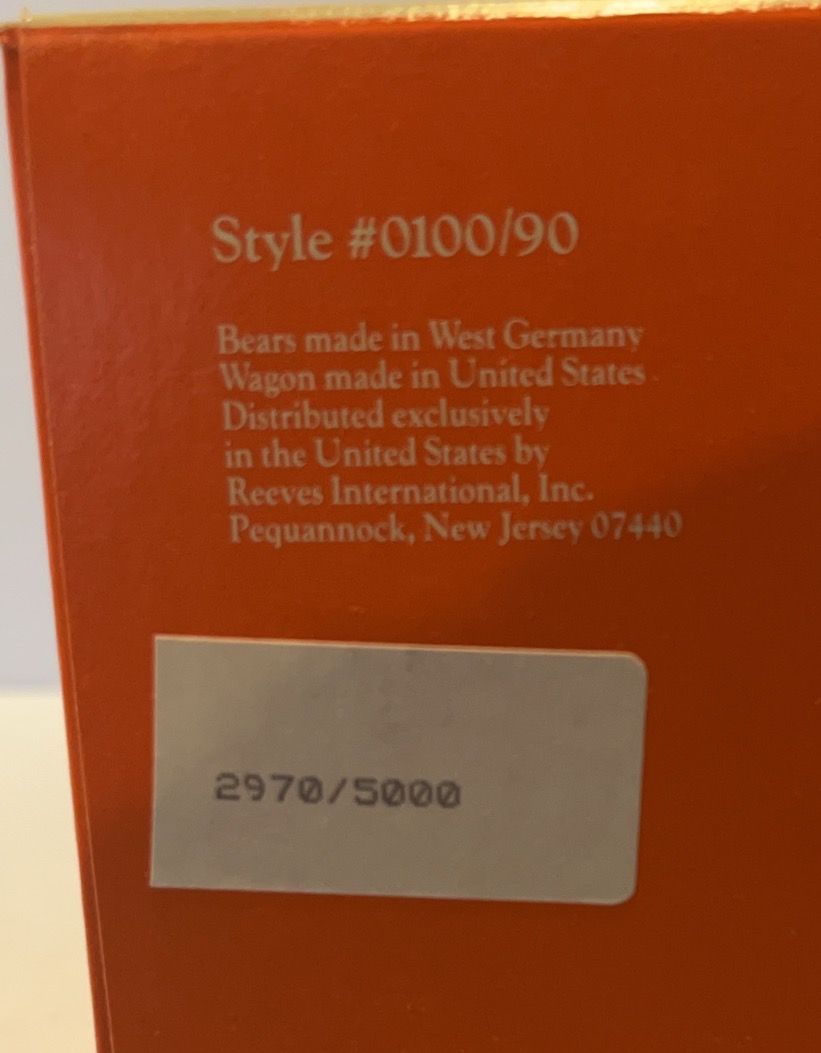 Style #0100/90
Bears made in West Germany
Wagon made in United States
Distributed exclusively
in the United States by
Reeves International, Inc.
Pequannock, New Jersey 07440
2970/5000